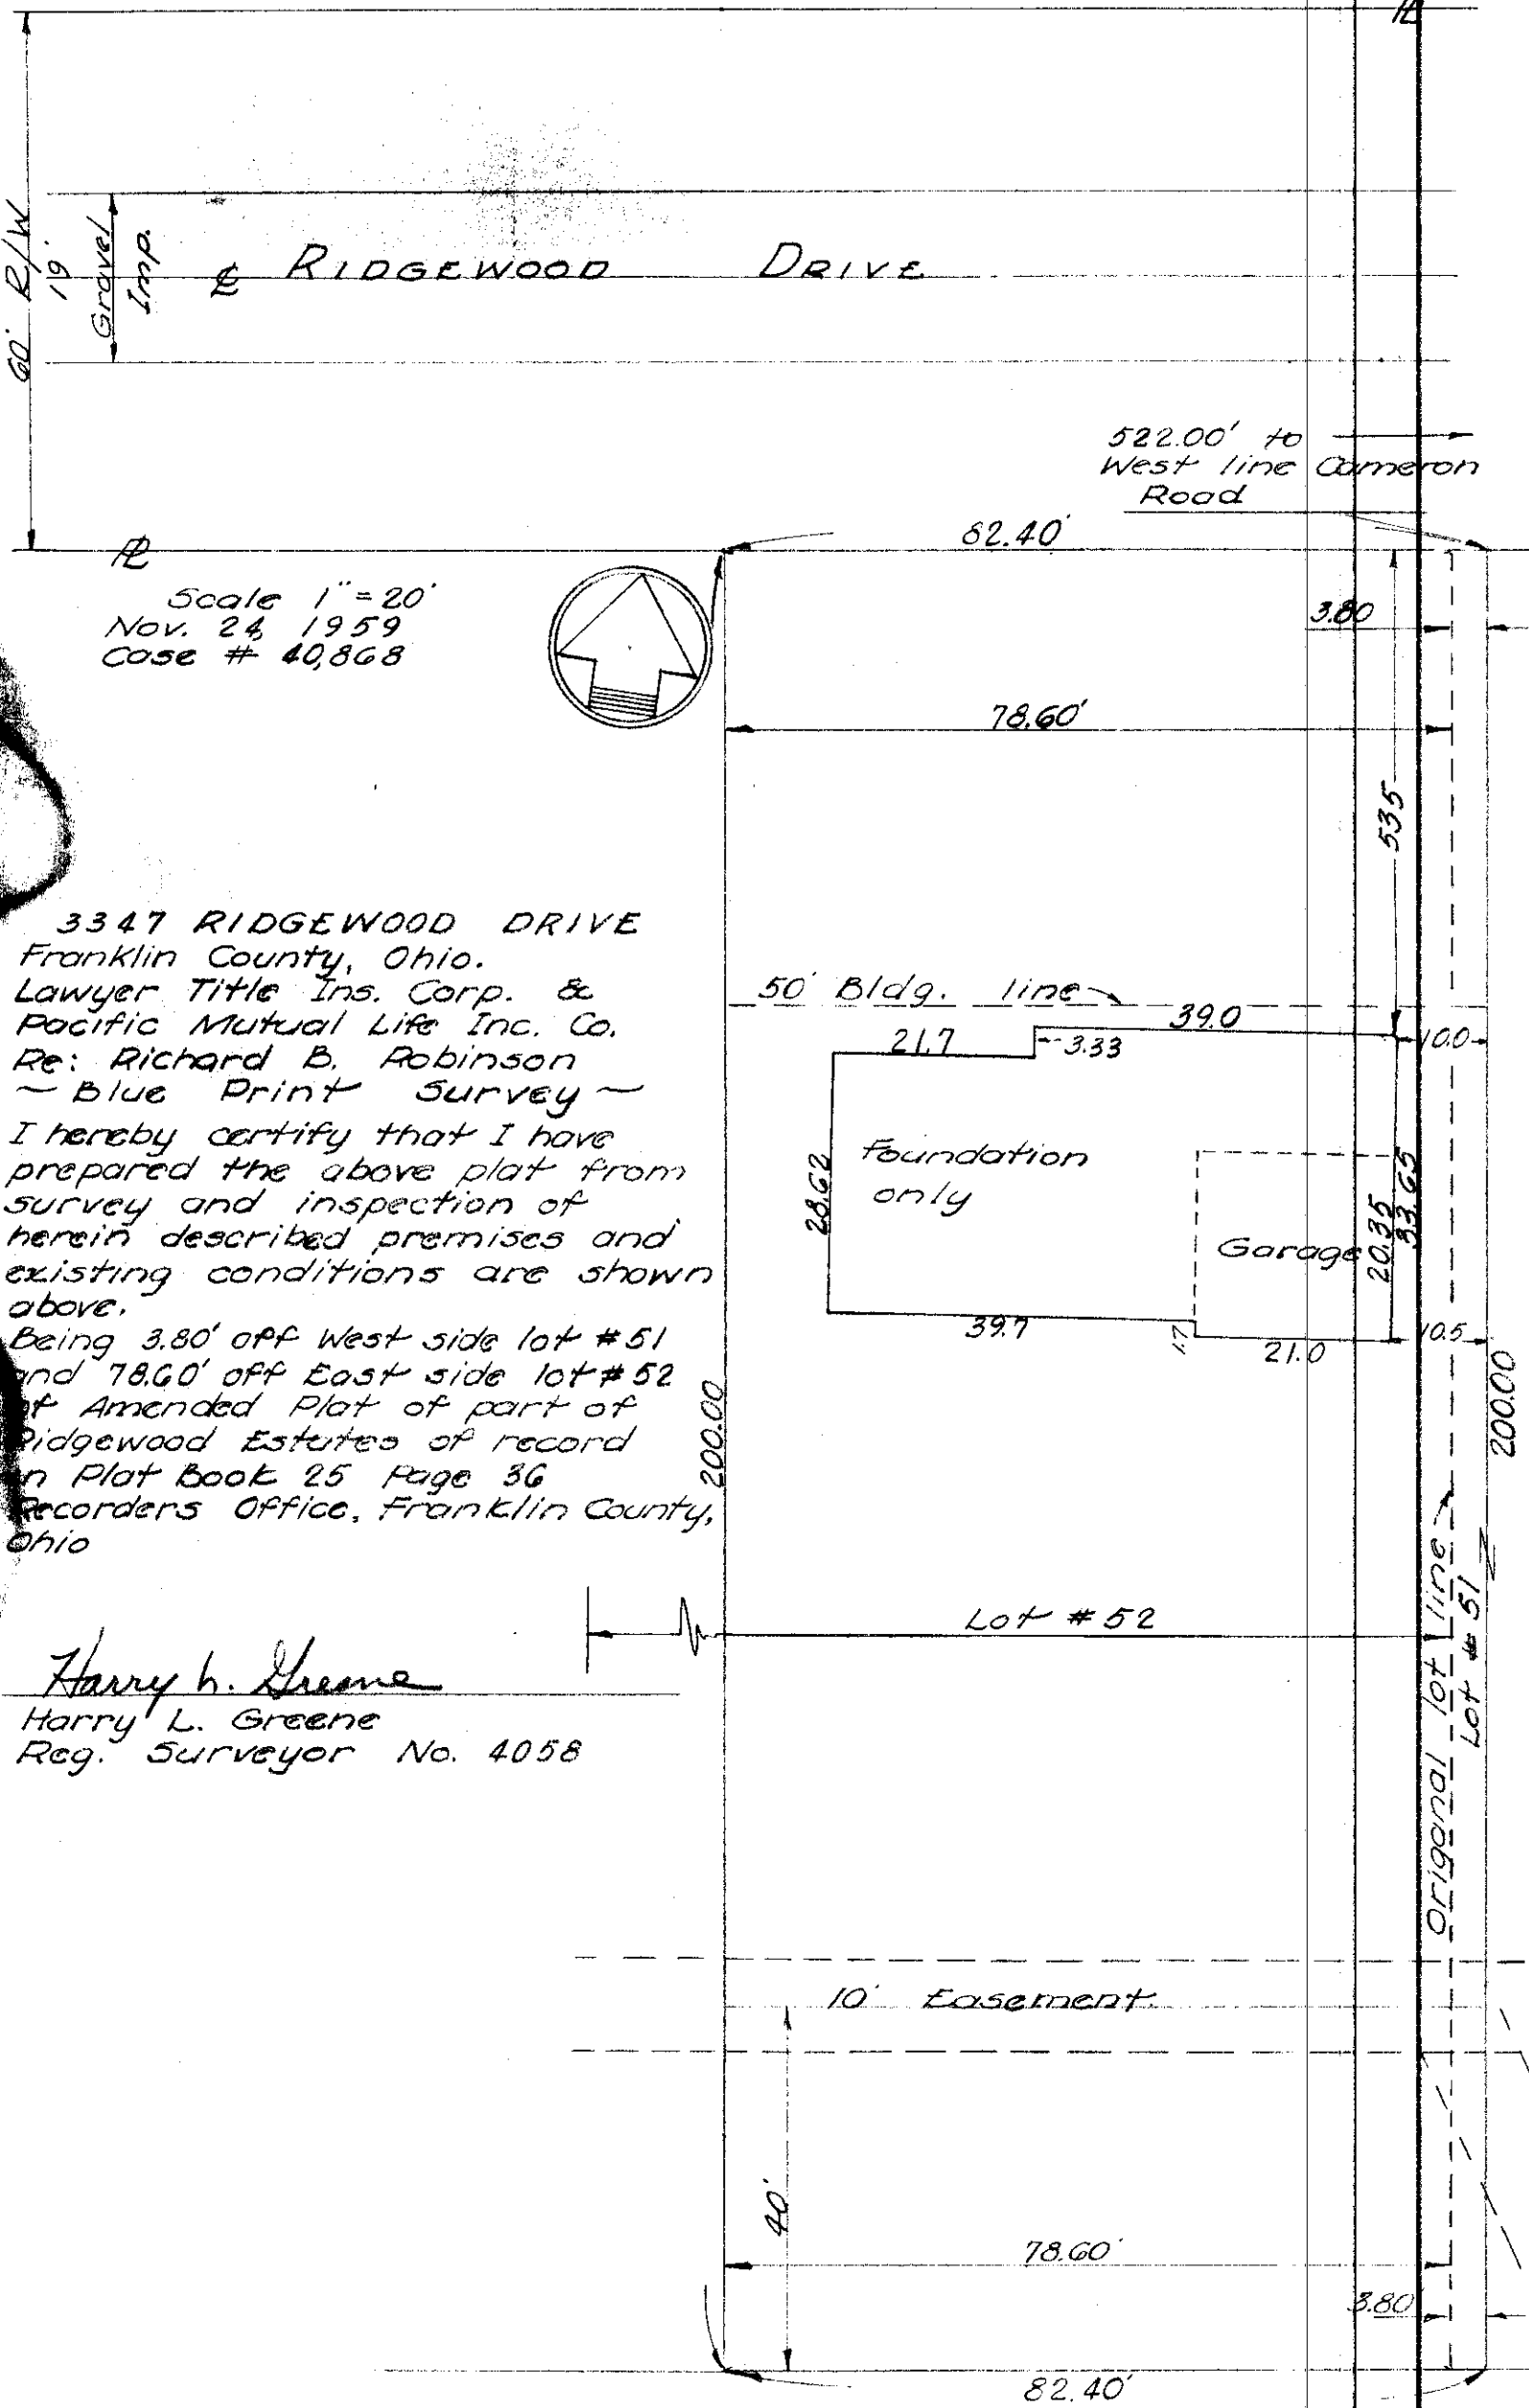 PL
60' R/W
19'
Gravel
Imp.
CL RIDGEWOOD DRIVE
522.00' to
West line Cameron
Road
82.40'
PL
Scale 1" = 20'
Nov. 24, 1959
Case # 40,868
3.80
78.60'
53.5
3347 RIDGEWOOD DRIVE
Franklin County, Ohio.
Lawyer Title Ins. Corp. &
Pacific Mutual Life Inc. Co.
Re: Richard B. Robinson
~ Blue Print Survey ~
I hereby certify that I have
prepared the above plat from
survey and inspection of
herein described premises and
existing conditions are shown
above.
Being 3.80' off West side lot #51
and 78.60' off East side lot #52
of Amended Plat of part of
Ridgewood Estates of record
in Plat Book 25 Page 36
Recorders Office, Franklin County,
Ohio
Harry L. Greene
Harry L. Greene
Reg. Surveyor No. 4058
50' Bldg. line
39.0
21.7
3.33
10.0
28.62
Foundation
only
Garage
20.35
33.65
39.7
1.7
21.0
10.5
200.00
200.00
Lot #52
Origanal lot line
Lot #51
10' Easement
40'
78.60'
3.80
82.40'